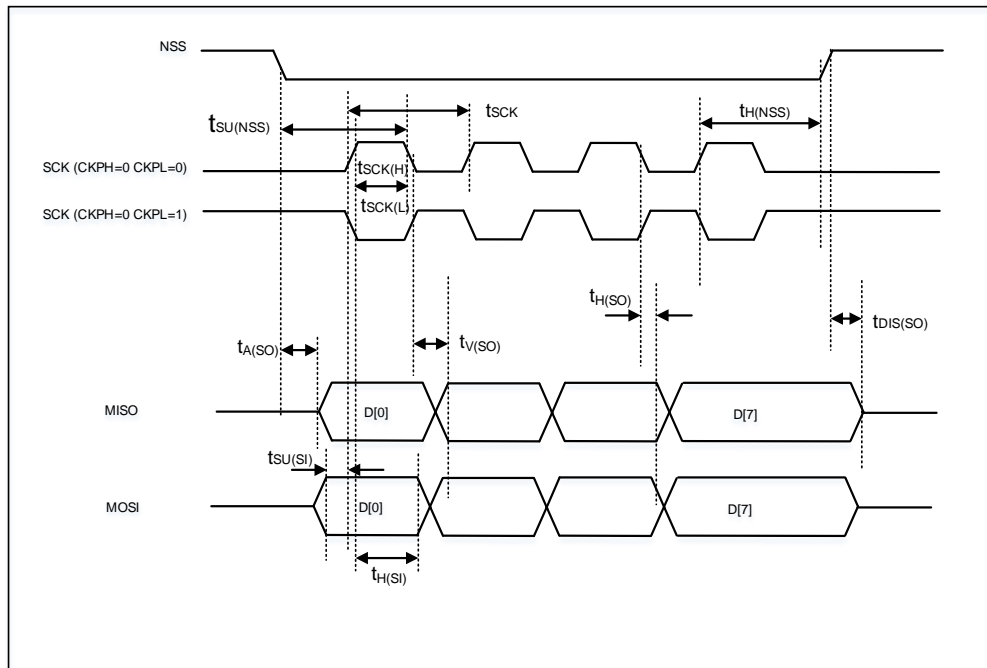 NSS
tSCK
tH(NSS)
tSU(NSS)
SCK (CKPH=0 CKPL=0)
tSCK(H)
tSCK(L)
SCK (CKPH=0 CKPL=1)
tH(SO)
tDIS(SO)
tV(SO)
tA(SO)
MISO
D[0]
D[7]
tSU(SI)
MOSI
D[0]
D[7]
tH(SI)